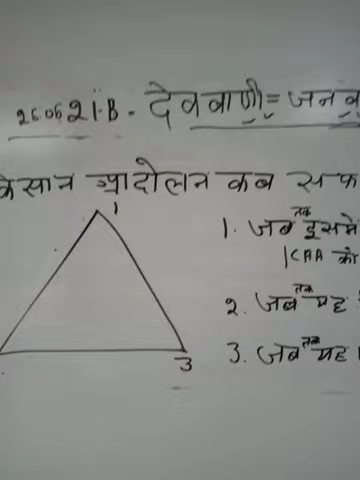 26.06.21.B - देववाणी = जनव
किसान आंदोलन कब सफ
1
1. जब तक इसमें
CAA को
2. जब तक यह
3
3. जब तक यह